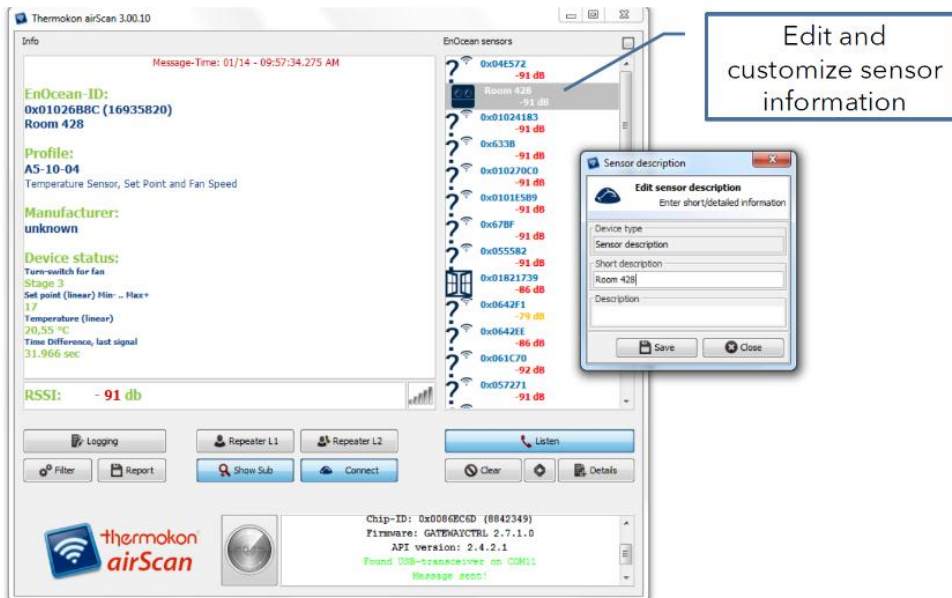 Thermokon airScan 3.00.10
Info
Message-Time: 01/14 - 09:57:34.275 AM
EnOcean-ID:
0x01026B8C (16935820)
Room 428
Profile:
A5-10-04
Temperature Sensor, Set Point and Fan Speed
Manufacturer:
unknown
Device status:
Turn-switch for fan
Stage 3
Set point (linear) Min- .. Max+
17
Temperature (linear)
20,55 °C
Time Difference, last signal
31.966 sec
RSSI: - 91 db
EnOcean sensors
0x04E572
-91 dB
Room 428
-91 dB
0x01024183
-91 dB
0x633B
-91 dB
0x010270C0
-91 dB
0x0101E5B9
-91 dB
0x67BF
-91 dB
0x055582
-91 dB
0x01821739
-86 dB
0x0642F1
-79 dB
0x0642EE
-86 dB
0x061C70
-92 dB
0x057271
-91 dB
Edit and
customize sensor
information
Sensor description
Edit sensor description
Enter short/detailed information
Device type
Sensor description
Short description
Room 428
Description
Save Close
Logging Repeater L1 Repeater L2 Listen
Filter Report Show Sub Connect Clear Details
thermokon
airScan
Chip-ID: 0x0086EC6D (8842349)
Firmware: GATEWAYCTRL 2.7.1.0
API version: 2.4.2.1
Found USB-transceiver on COM11
Message sent!